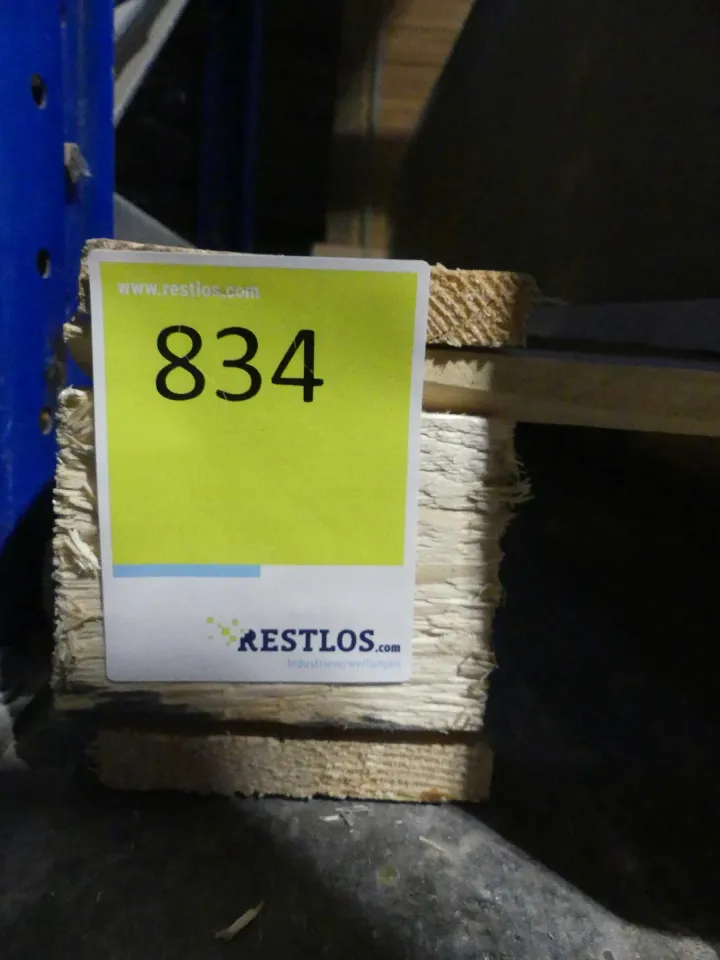 www.restlos.com
834
RESTLOS.com
Industrieverwertungen